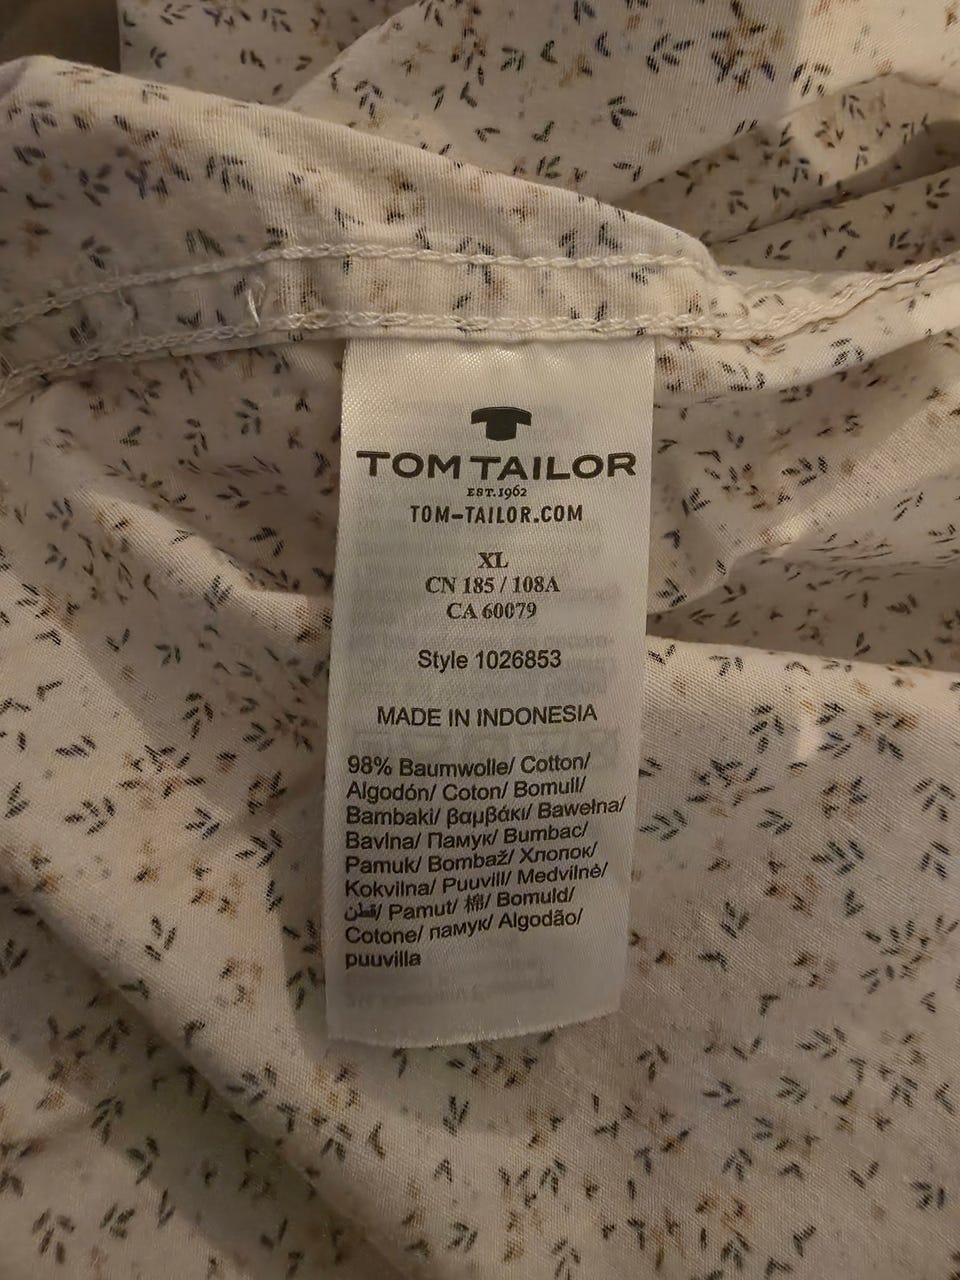 TOM TAILOR
EST.1962
TOM-TAILOR.COM
XL
CN 185 / 108A
CA 60079
Style 1026853
MADE IN INDONESIA
98% Baumwolle/ Cotton/
Algodón/ Coton/ Bomull/
Bambaki/ βαμβάκι/ Bawełna/
Bavlna/ Памук/ Bumbac/
Pamuk/ Bombaž/ Хлопок/
Kokvilna/ Puuvill/ Medvilnė/
قطن/ Pamut/ 棉/ Bomuld/
Cotone/ памук/ Algodão/
puuvilla